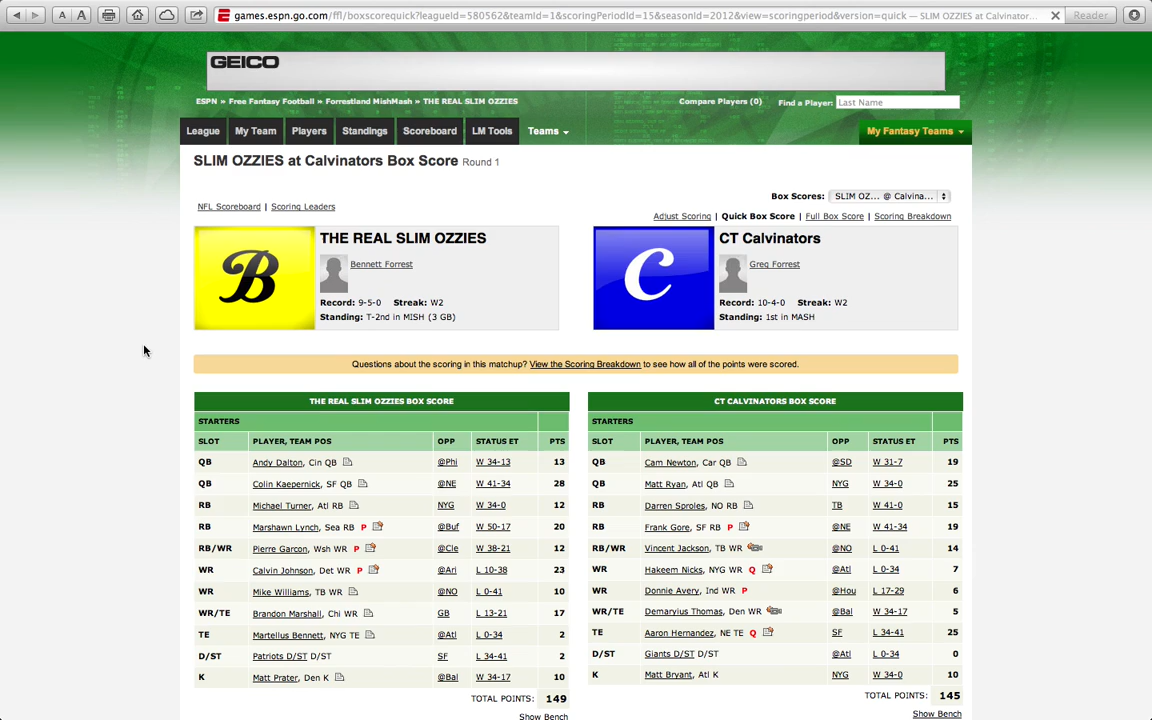 games.espn.go.com/ffl/boxscorequick?leagueId=580562&teamId=1&scoringPeriodId=15&seasonId=2012&view=scoringperiod&version=quick — SLIM OZZIES at Calvinator...
Reader
A A
GEICO
ESPN » Free Fantasy Football » Forrestland MishMash » THE REAL SLIM OZZIES
Compare Players (0) Find a Player: Last Name
League My Team Players Standings Scoreboard LM Tools Teams My Fantasy Teams
SLIM OZZIES at Calvinators Box Score Round 1
Box Scores: SLIM OZ... @ Calvina...
NFL Scoreboard | Scoring Leaders
Adjust Scoring | Quick Box Score | Full Box Score | Scoring Breakdown
B
THE REAL SLIM OZZIES
Bennett Forrest
Record: 9-5-0 Streak: W2
Standing: T-2nd in MISH (3 GB)
C
CT Calvinators
Greg Forrest
Record: 10-4-0 Streak: W2
Standing: 1st in MASH
Questions about the scoring in this matchup? View the Scoring Breakdown to see how all of the points were scored.
THE REAL SLIM OZZIES BOX SCORE
STARTERS
SLOT PLAYER, TEAM POS OPP STATUS ET PTS
QB Andy Dalton, Cin QB @Phi W 34-13 13
QB Colin Kaepernick, SF QB @NE W 41-34 28
RB Michael Turner, Atl RB NYG W 34-0 12
RB Marshawn Lynch, Sea RB P @Buf W 50-17 20
RB/WR Pierre Garcon, Wsh WR P @Cle W 38-21 12
WR Calvin Johnson, Det WR P @Ari L 10-38 23
WR Mike Williams, TB WR @NO L 0-41 10
WR/TE Brandon Marshall, Chi WR GB L 13-21 17
TE Martellus Bennett, NYG TE @Atl L 0-34 2
D/ST Patriots D/ST D/ST SF L 34-41 2
K Matt Prater, Den K @Bal W 34-17 10
TOTAL POINTS: 149
Show Bench
CT CALVINATORS BOX SCORE
STARTERS
SLOT PLAYER, TEAM POS OPP STATUS ET PTS
QB Cam Newton, Car QB @SD W 31-7 19
QB Matt Ryan, Atl QB NYG W 34-0 25
RB Darren Sproles, NO RB TB W 41-0 15
RB Frank Gore, SF RB P @NE W 41-34 19
RB/WR Vincent Jackson, TB WR @NO L 0-41 14
WR Hakeem Nicks, NYG WR Q @Atl L 0-34 7
WR Donnie Avery, Ind WR P @Hou L 17-29 6
WR/TE Demaryius Thomas, Den WR @Bal W 34-17 5
TE Aaron Hernandez, NE TE Q SF L 34-41 25
D/ST Giants D/ST D/ST @Atl L 0-34 0
K Matt Bryant, Atl K NYG W 34-0 10
TOTAL POINTS: 145
Show Bench